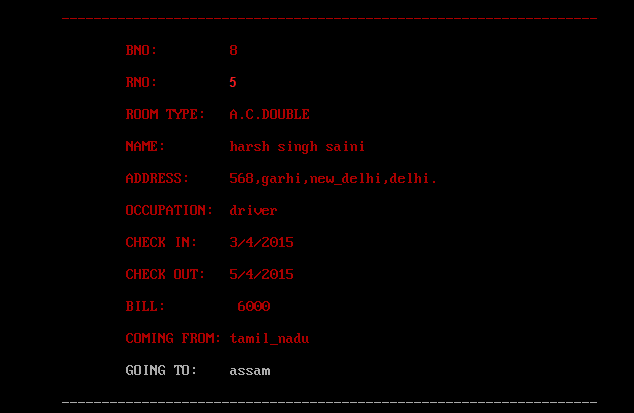 BNO: 8
RNO: 5
ROOM TYPE: A.C.DOUBLE
NAME: harsh singh saini
ADDRESS: 568,garhi,new_delhi,delhi.
OCCUPATION: driver
CHECK IN: 3/4/2015
CHECK OUT: 5/4/2015
BILL: 6000
COMING FROM: tamil_nadu
GOING TO: assam